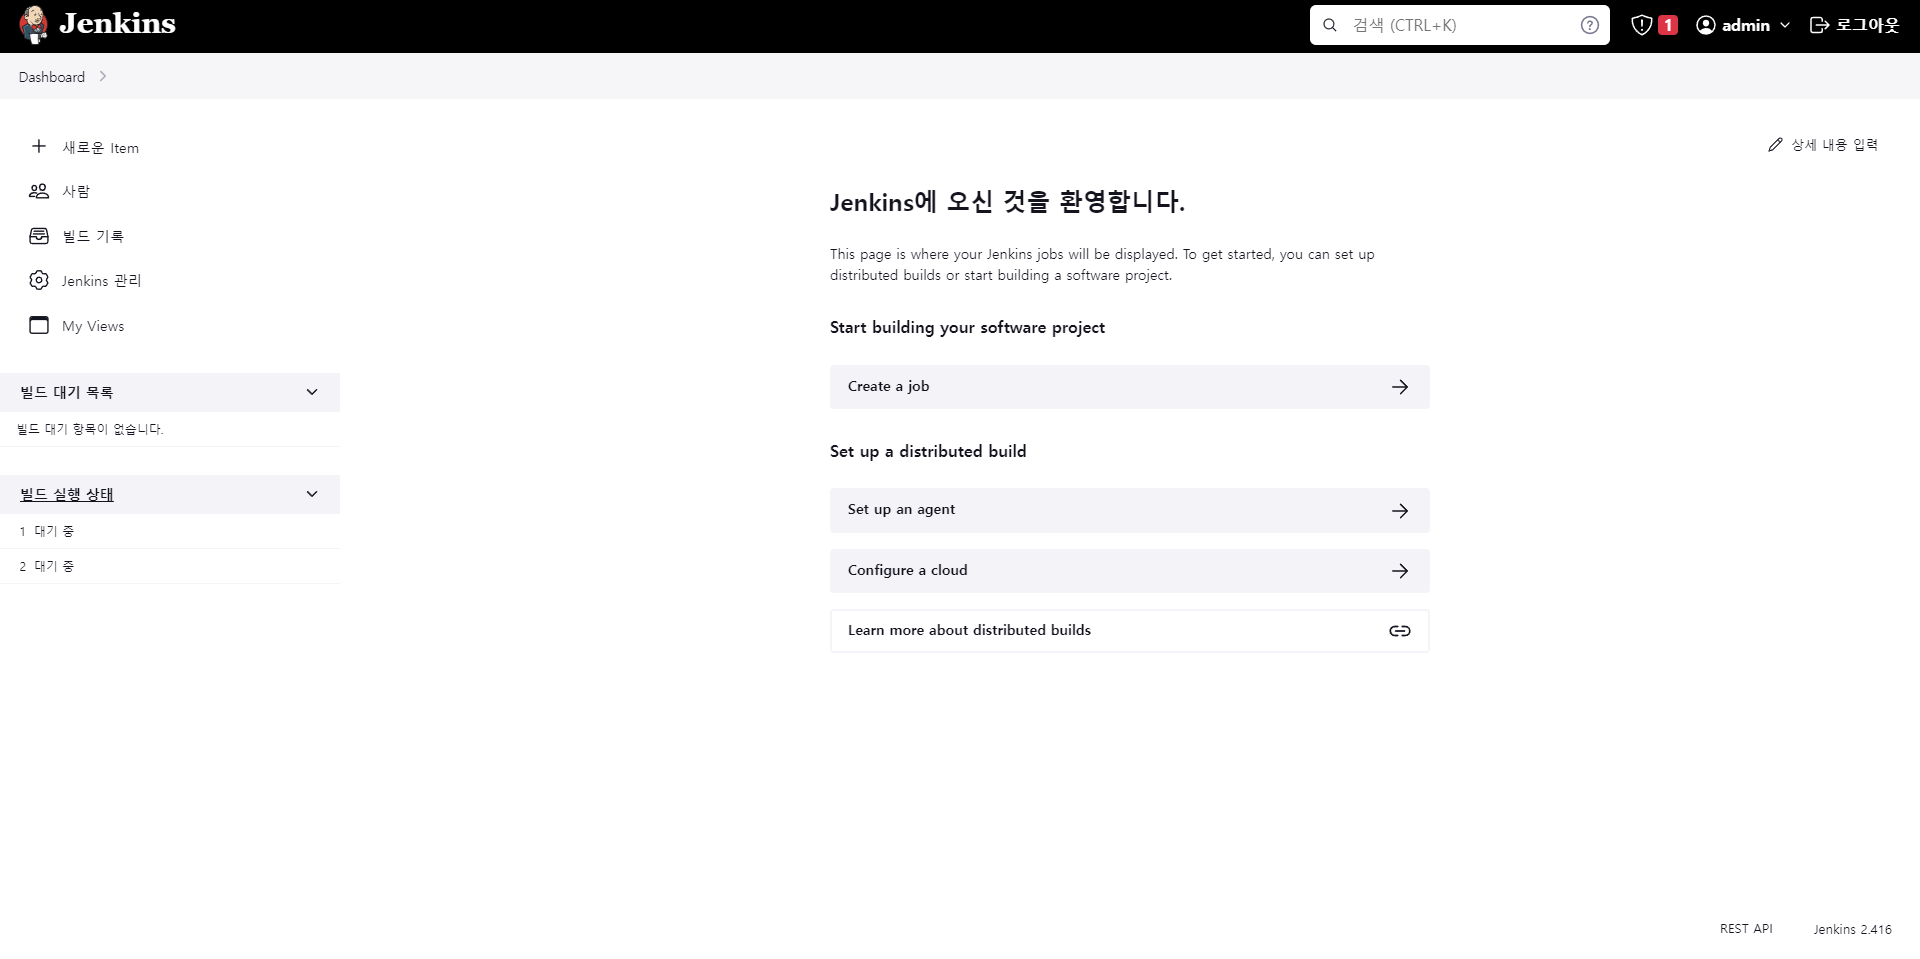 Jenkins
검색 (CTRL+K)
1
admin
로그아웃
Dashboard
새로운 Item
사람
빌드 기록
Jenkins 관리
My Views
빌드 대기 목록
빌드 대기 항목이 없습니다.
빌드 실행 상태
1 대기 중
2 대기 중
상세 내용 입력
Jenkins에 오신 것을 환영합니다.
This page is where your Jenkins jobs will be displayed. To get started, you can set up
distributed builds or start building a software project.
Start building your software project
Create a job
Set up a distributed build
Set up an agent
Configure a cloud
Learn more about distributed builds
REST API
Jenkins 2.416